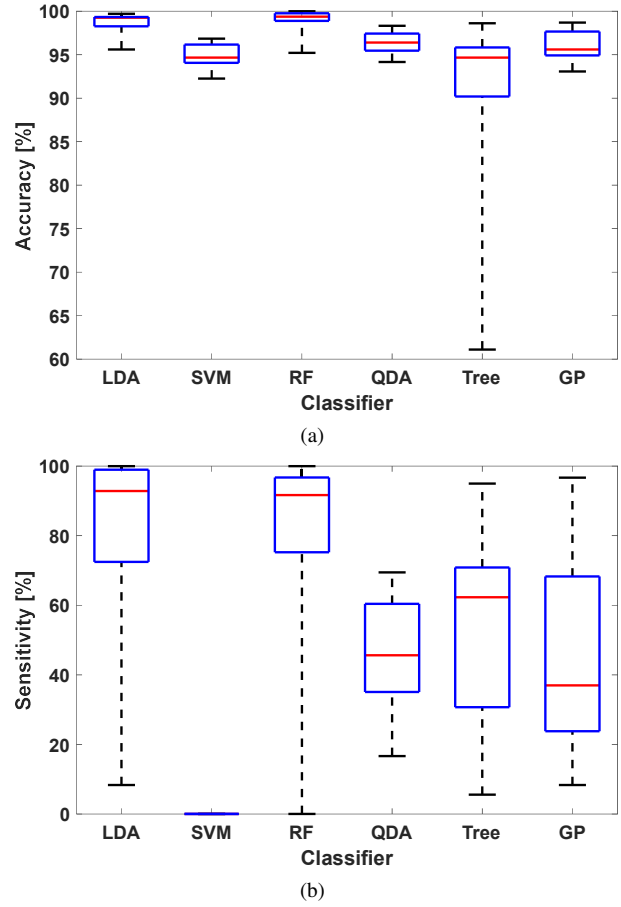 100
95
90
85
80
75
70
65
60
Accuracy [%]
LDA SVM RF QDA Tree GP
Classifier
(a)
100
80
60
40
20
0
Sensitivity [%]
LDA SVM RF QDA Tree GP
Classifier
(b)